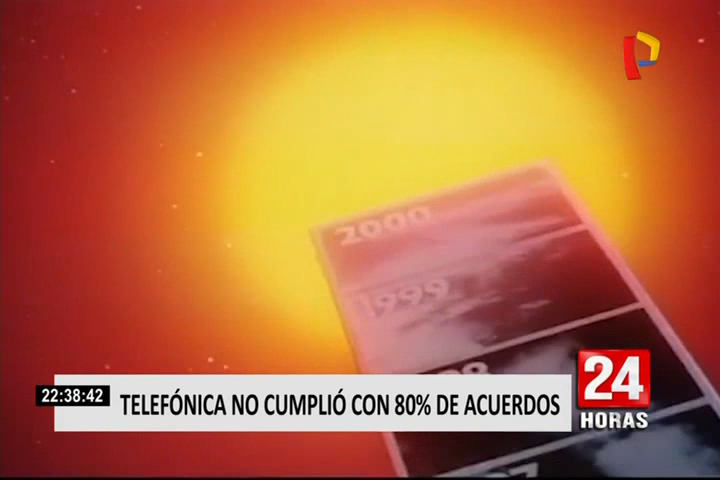 2000
1999
22:38:42
TELEFÓNICA NO CUMPLIÓ CON 80% DE ACUERDOS
24
HORAS